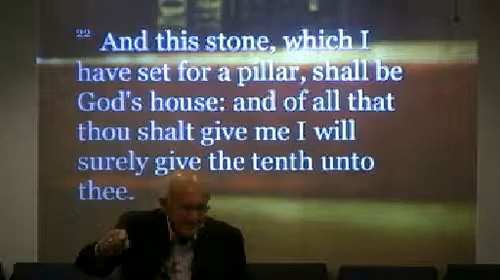 22 And this stone, which I
have set for a pillar, shall be
God's house: and of all that
thou shalt give me I will
surely give the tenth unto
thee.